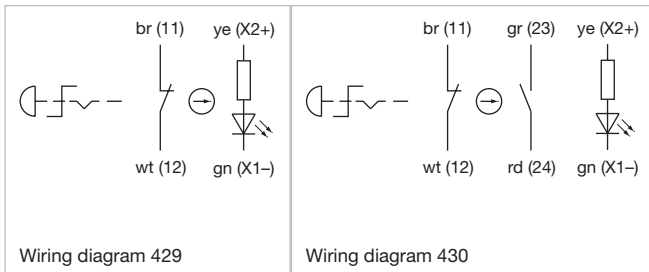 br (11) ye (X2+)
wt (12) gn (X1–)
Wiring diagram 429
br (11) gr (23) ye (X2+)
wt (12) rd (24) gn (X1–)
Wiring diagram 430